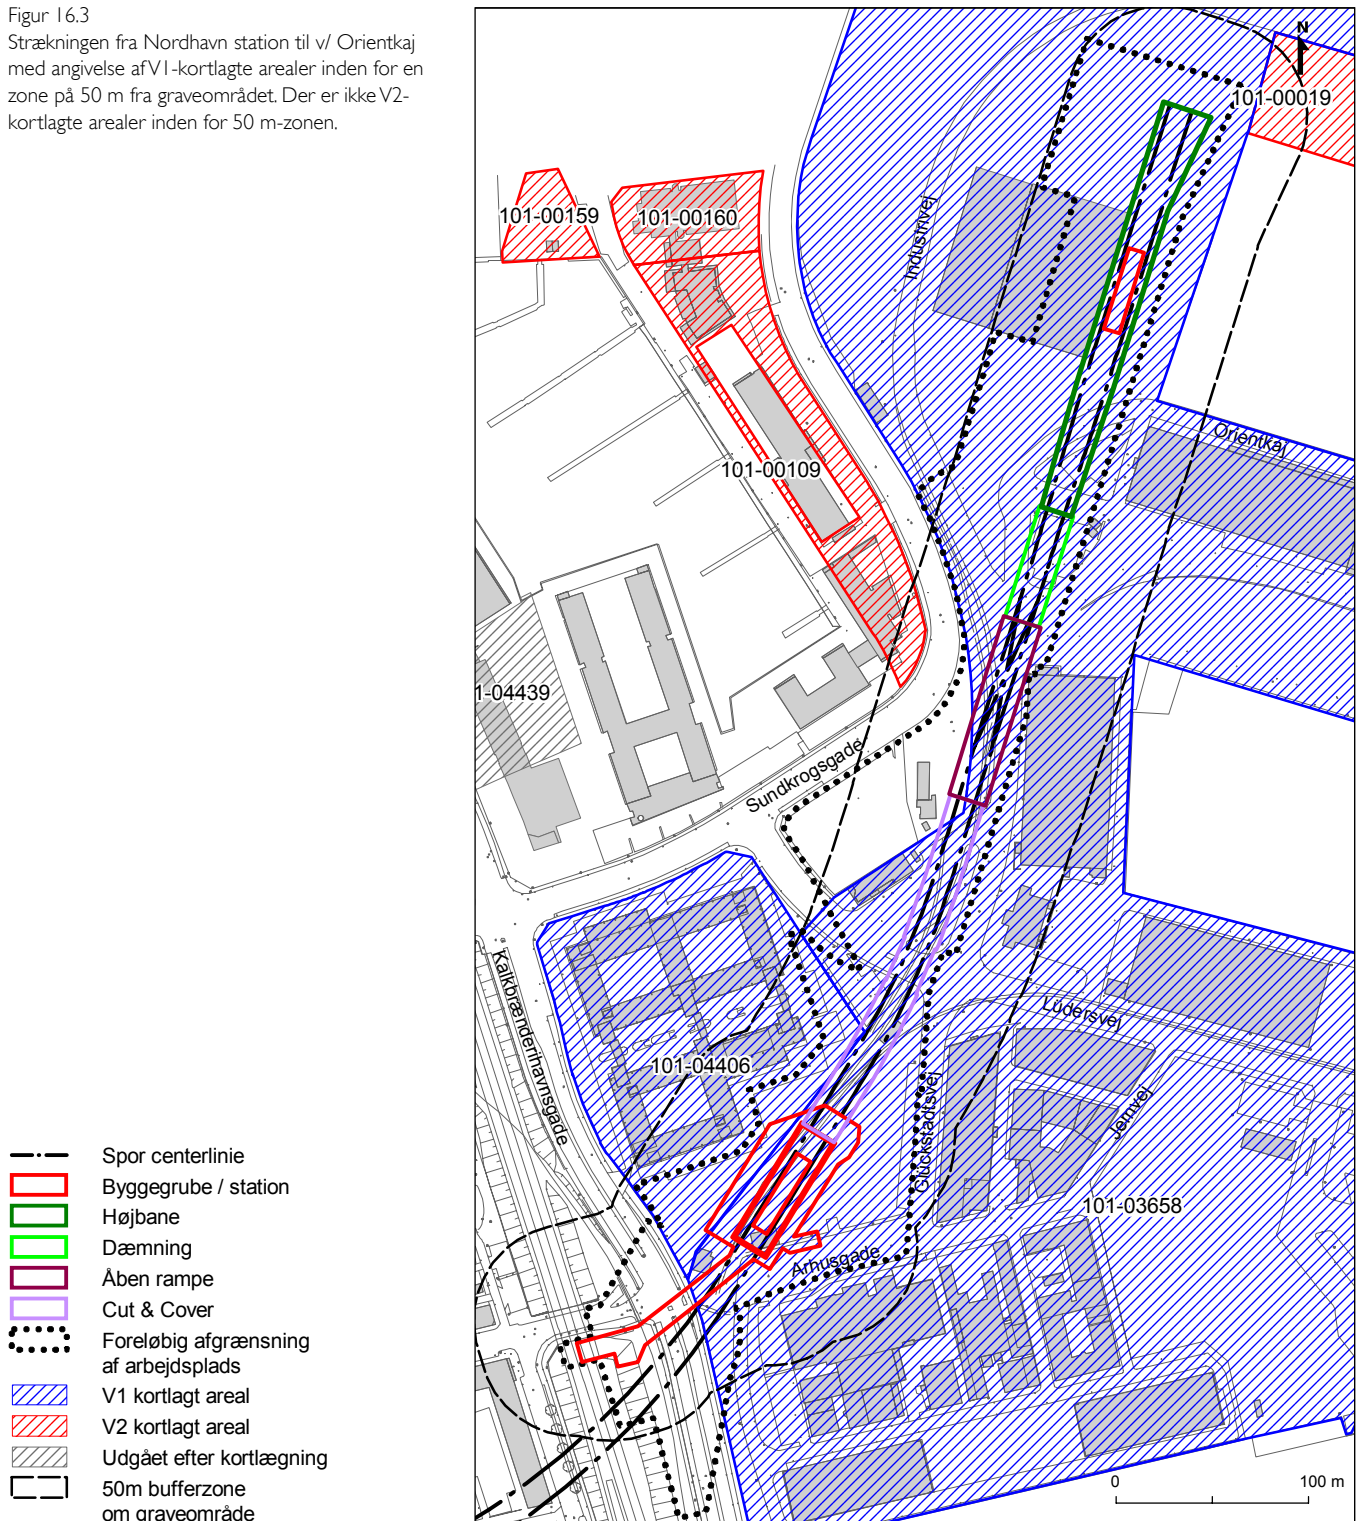 Figur 16.3
Strækningen fra Nordhavn station til v/ Orientkaj
med angivelse af V1-kortlagte arealer inden for en
zone på 50 m fra graveområdet. Der er ikke V2-
kortlagte arealer inden for 50 m-zonen.
N
101-00019
101-00159
101-00160
Industrivej
Orientkaj
101-00109
1-04439
Sundkrogsgade
Kalkbrænderihavnsgade
Lüdersvej
101-04406
Glückstadtsvej
Jernvej
101-03658
Århusgade
Spor centerlinie
Byggegrube / station
Højbane
Dæmning
Åben rampe
Cut & Cover
Foreløbig afgrænsning
af arbejdsplads
V1 kortlagt areal
V2 kortlagt areal
Udgået efter kortlægning
50m bufferzone
om graveområde
0 100 m